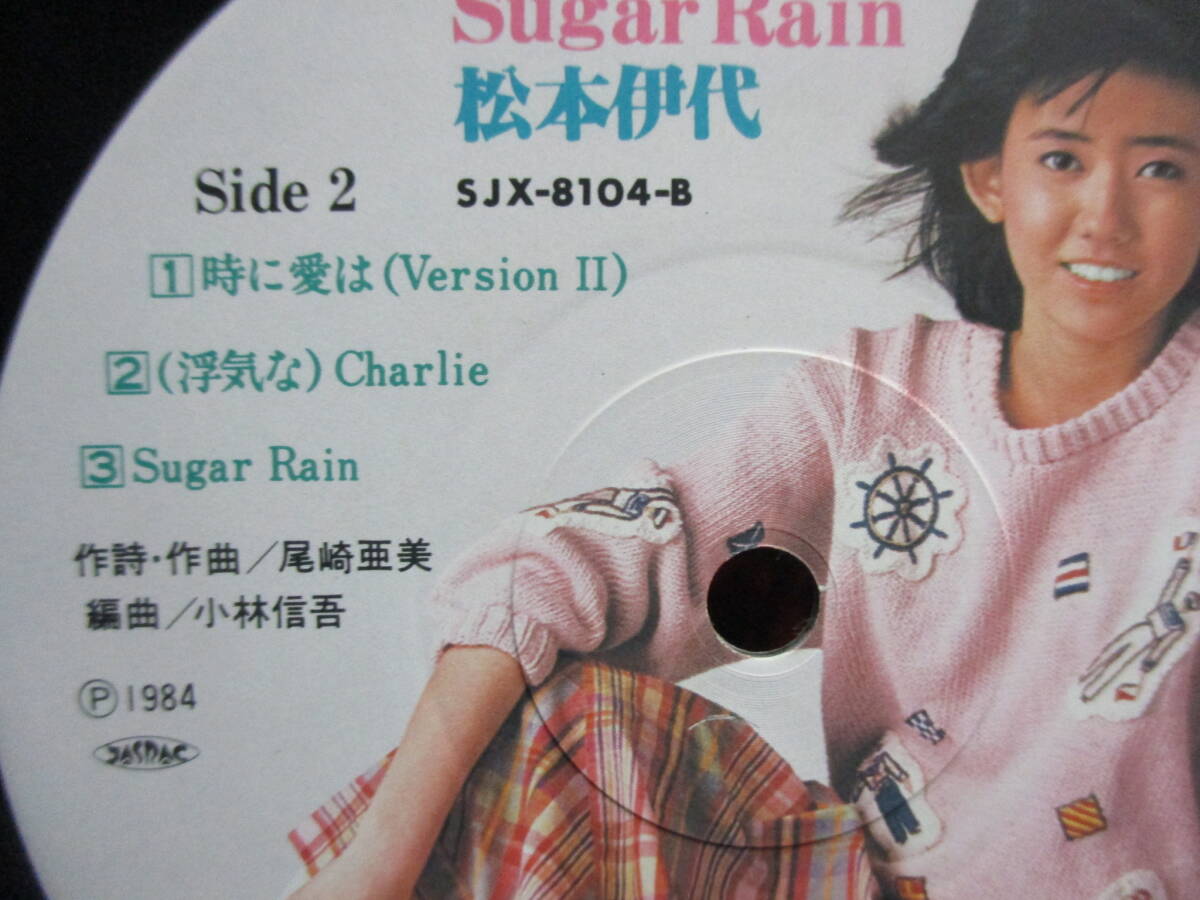 Sugar Rain
松本伊代
Side 2 SJX-8104-B
1 時に愛は(Version II)
2 (浮気な) Charlie
3 Sugar Rain
作詩・作曲/尾崎亜美
編曲/小林信吾
Ⓟ1984
JASRAC